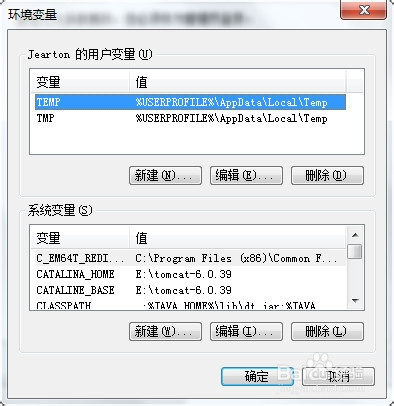 环境变量
Jearton 的用户变量(U)
变量 值
TEMP %USERPROFILE%\AppData\Local\Temp
TMP %USERPROFILE%\AppData\Local\Temp
新建(N)... 编辑(E)... 删除(D)
系统变量(S)
变量 值
C_EM64T_REDI... C:\Program Files (x86)\Common F...
CATALINA_HOME E:\tomcat-6.0.39
CATALINE_BASE E:\tomcat-6.0.39
CLASSPATH .;%JAVA_HOME%\lib\dt.jar;%JAVA
新建(W)... 编辑(I)... 删除(L)
确定 取消